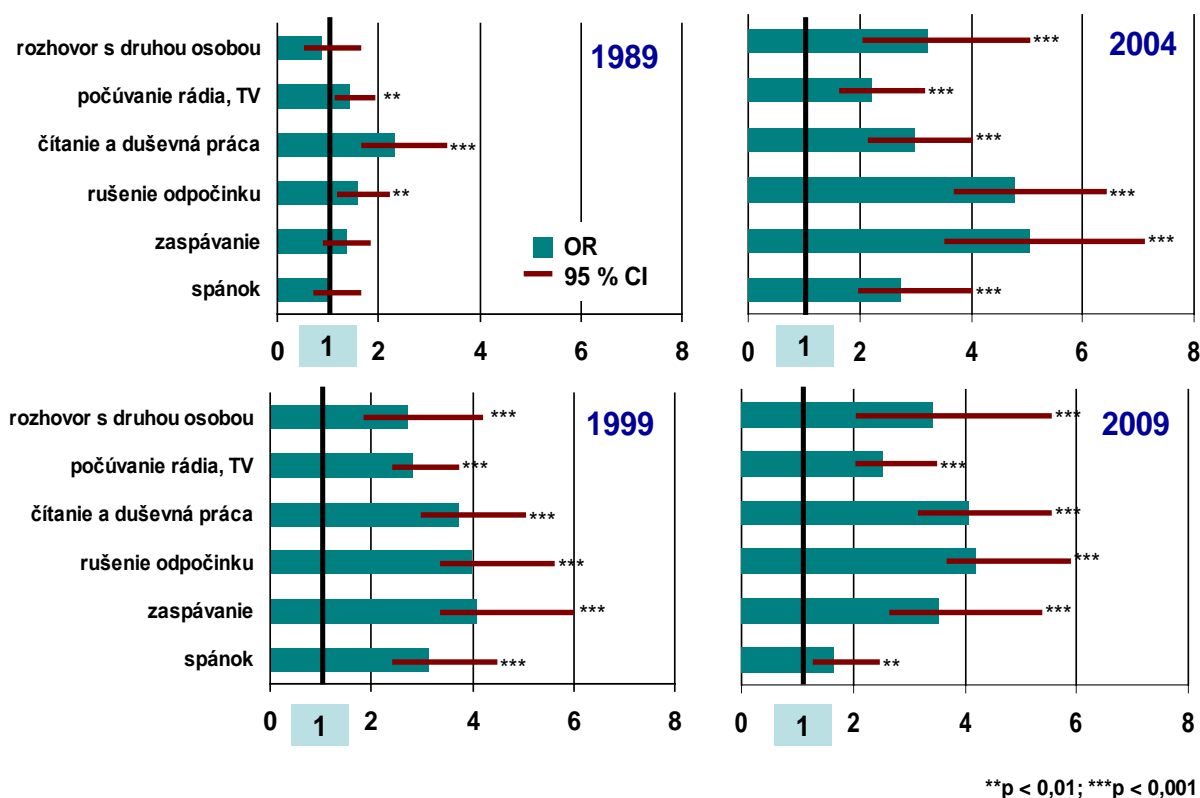 1989
rozhovor s druhou osobou
počúvanie rádia, TV **
čítanie a duševná práca ***
rušenie odpočinku **
zaspávanie
spánok
OR
95 % CI
0 1 2 4 6 8
2004
***
***
***
***
***
***
0 1 2 4 6 8
1999
rozhovor s druhou osobou ***
počúvanie rádia, TV ***
čítanie a duševná práca ***
rušenie odpočinku ***
zaspávanie ***
spánok ***
0 1 2 4 6 8
2009
***
***
***
***
***
**
0 1 2 4 6 8
**p < 0,01; ***p < 0,001